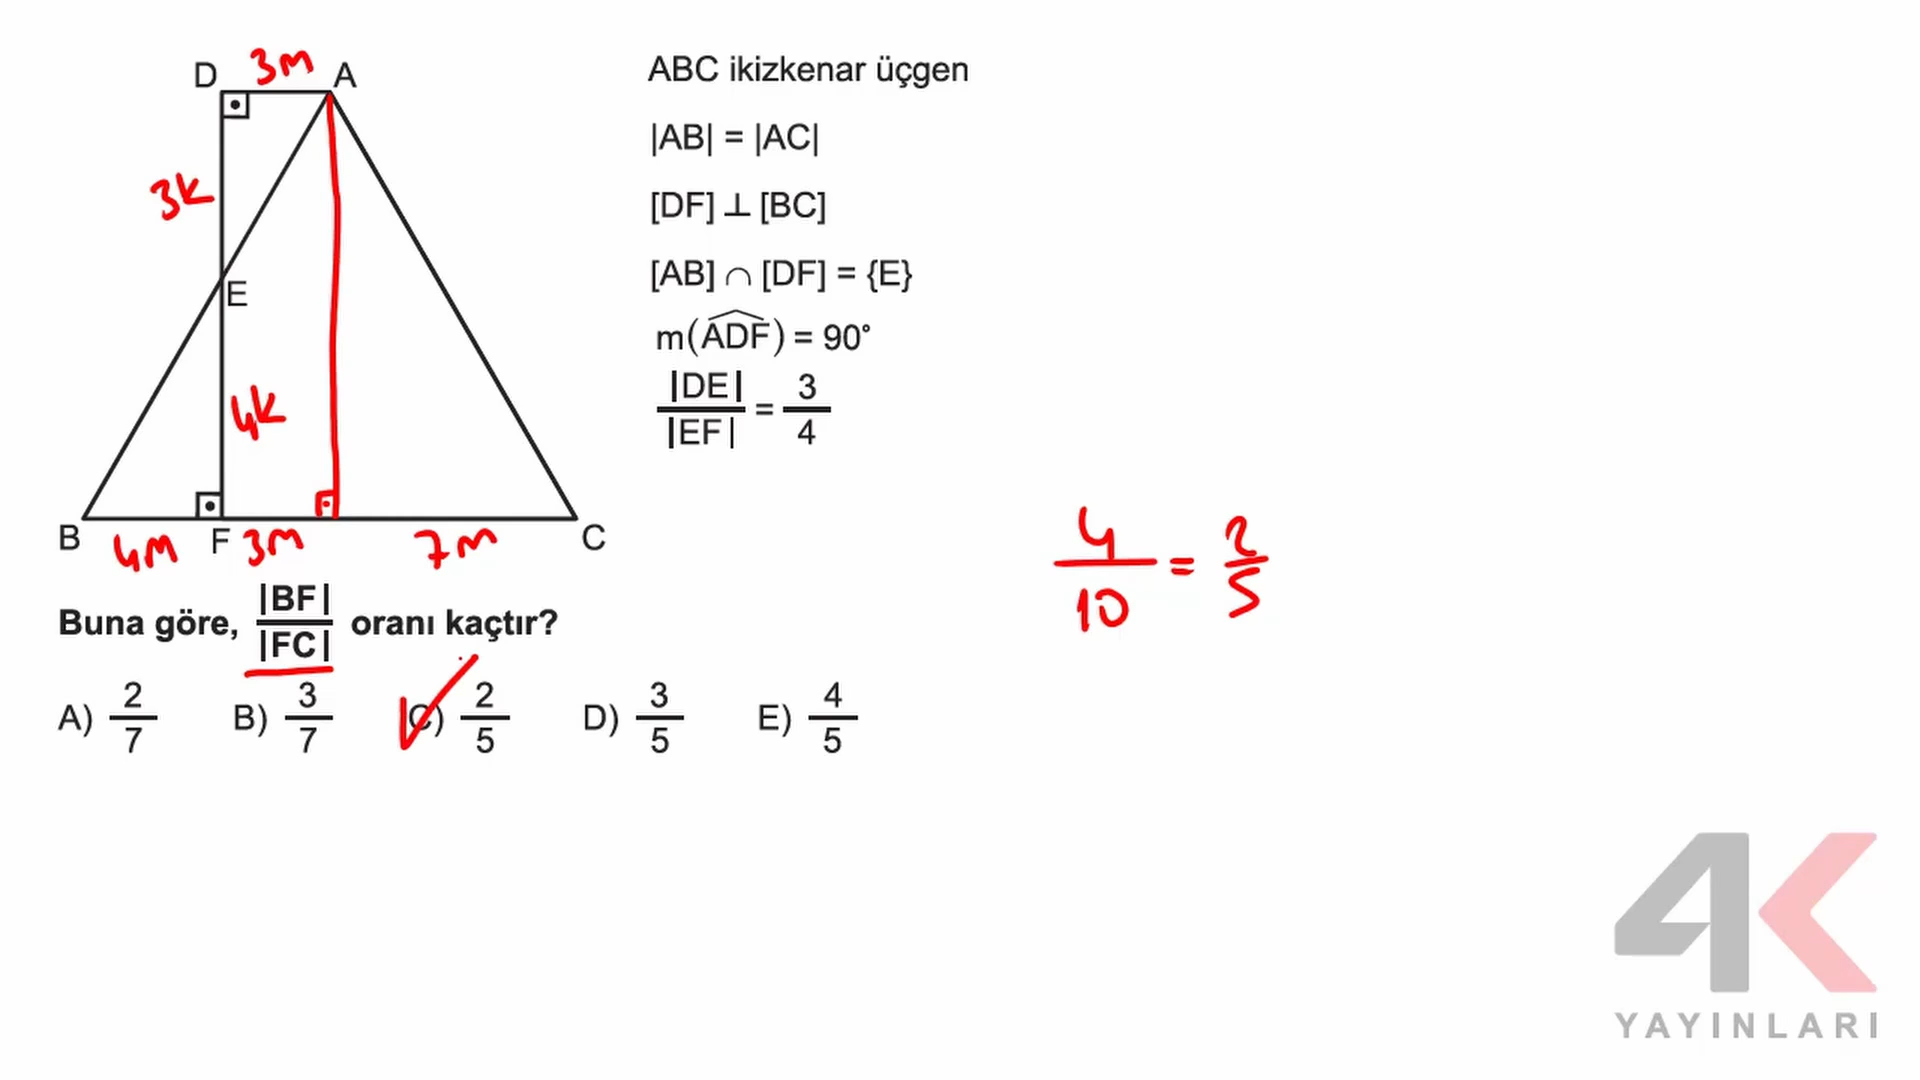 D 3m A
3k
E
4k
B 4m F 3m 7m C
ABC ikizkenar üçgen
|AB| = |AC|
[DF] ⊥ [BC]
[AB] ∩ [DF] = {E}
m(ADF) = 90°
|DE| / |EF| = 3 / 4
4 / 10 = 2 / 5
Buna göre, |BF| / |FC| oranı kaçtır?
A) 2/7 B) 3/7 C) 2/5 D) 3/5 E) 4/5
4K
YAYINLARI